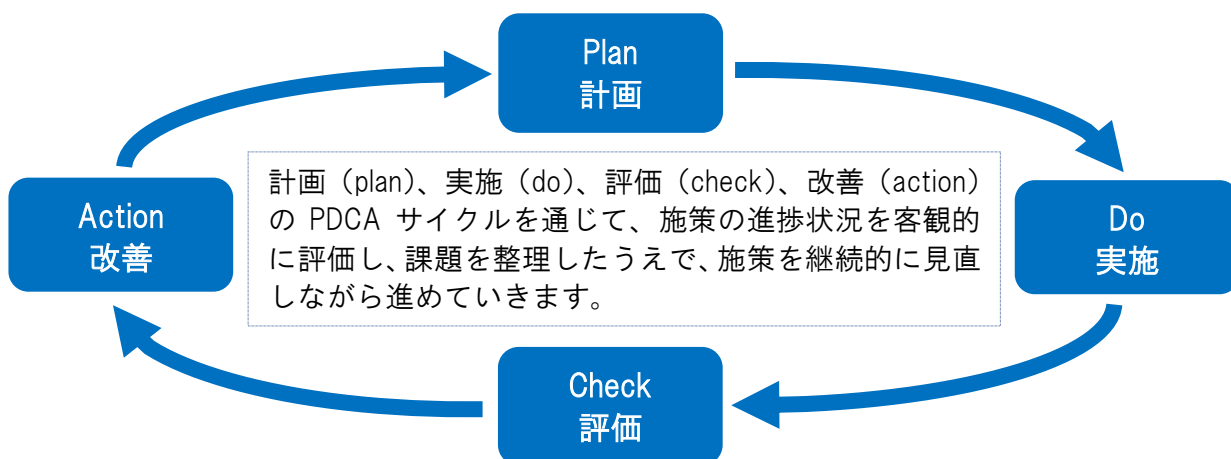 Plan
計画
Action
改善
計画（plan）、実施（do）、評価（check）、改善（action）
の PDCA サイクルを通じて、施策の進捗状況を客観的
に評価し、課題を整理したうえで、施策を継続的に見直
しながら進めていきます。
Do
実施
Check
評価